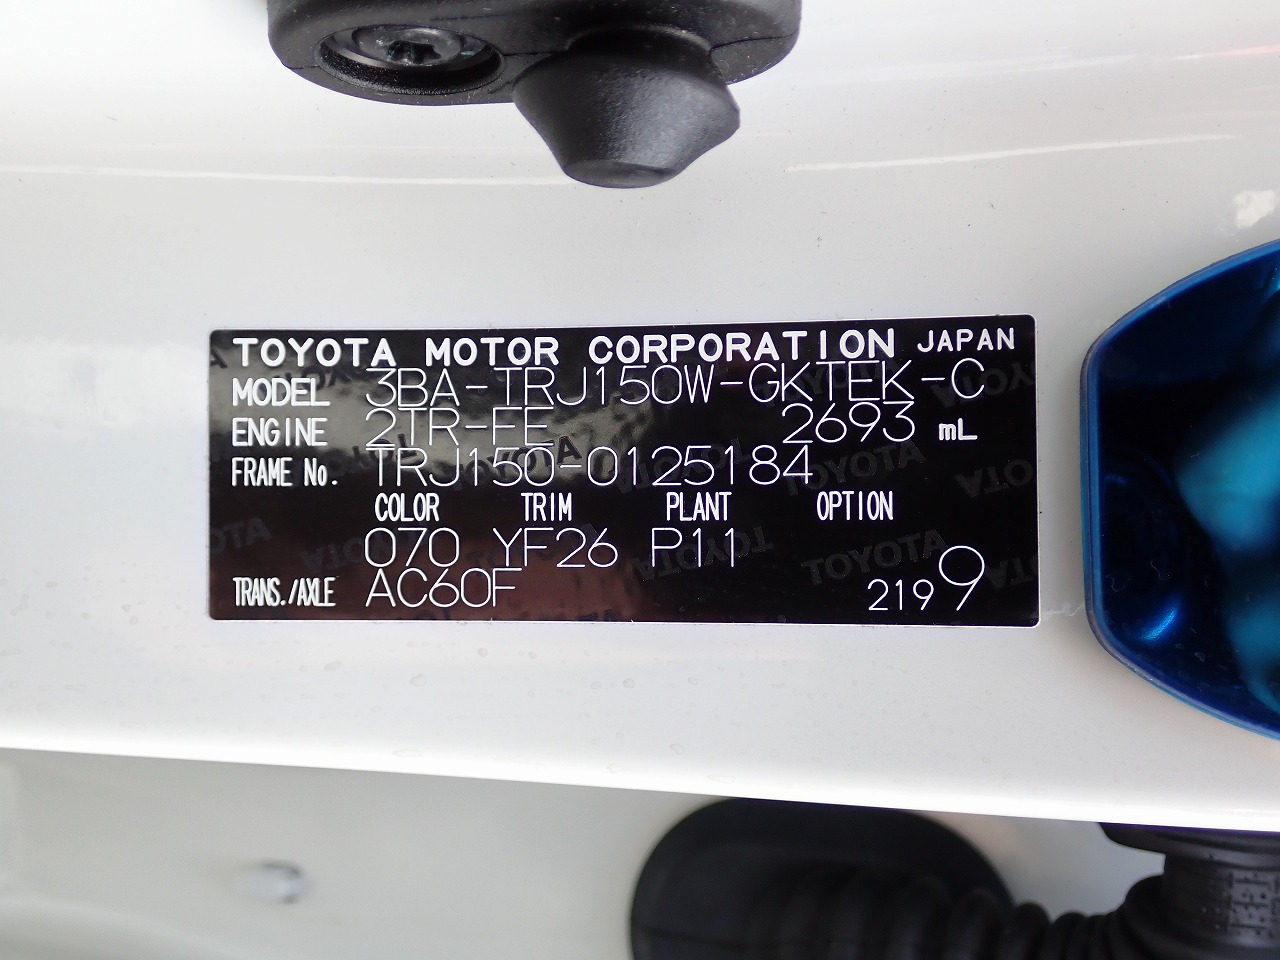 TOYOTA MOTOR CORPORATION JAPAN
MODEL 3BA-TRJ150W-GKTEK-C
ENGINE 2TR-FE 2693 mL
FRAME No. TRJ150-0125184
COLOR TRIM PLANT OPTION
070 YF26 P11
TRANS./AXLE AC60F 2199